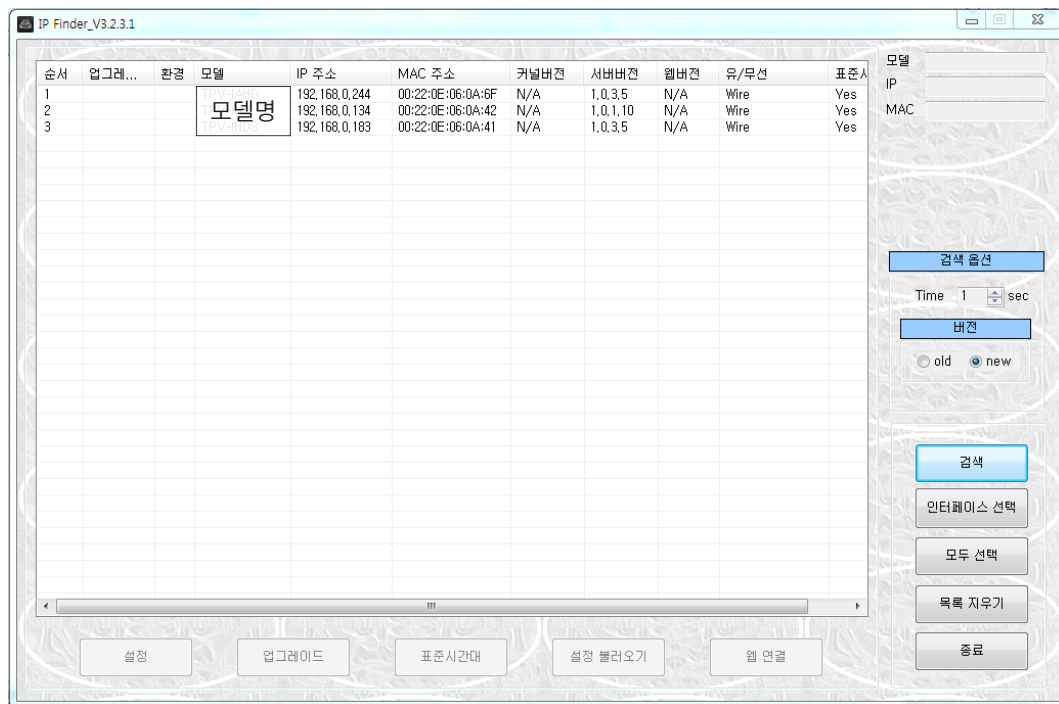 IP Finder_V3.2.3.1
순서 업그레... 환경 모델 IP 주소 MAC 주소 커널버전 서버버전 웹버전 유/무선 표준시
1 TPV-IAHD 192,168,0,244 00:22:0E:06:0A:6F N/A 1,0,3,5 N/A Wire Yes
2 모델명 192,168,0,134 00:22:0E:06:0A:42 N/A 1,0,1,10 N/A Wire Yes
3 TPV-IHDS 192,168,0,183 00:22:0E:06:0A:41 N/A 1,0,3,5 N/A Wire Yes
모델
IP
MAC
검색 옵션
Time 1 sec
버전
old new
검색
인터페이스 선택
모두 선택
목록 지우기
종료
설정 업그레이드 표준시간대 설정 불러오기 웹 연결